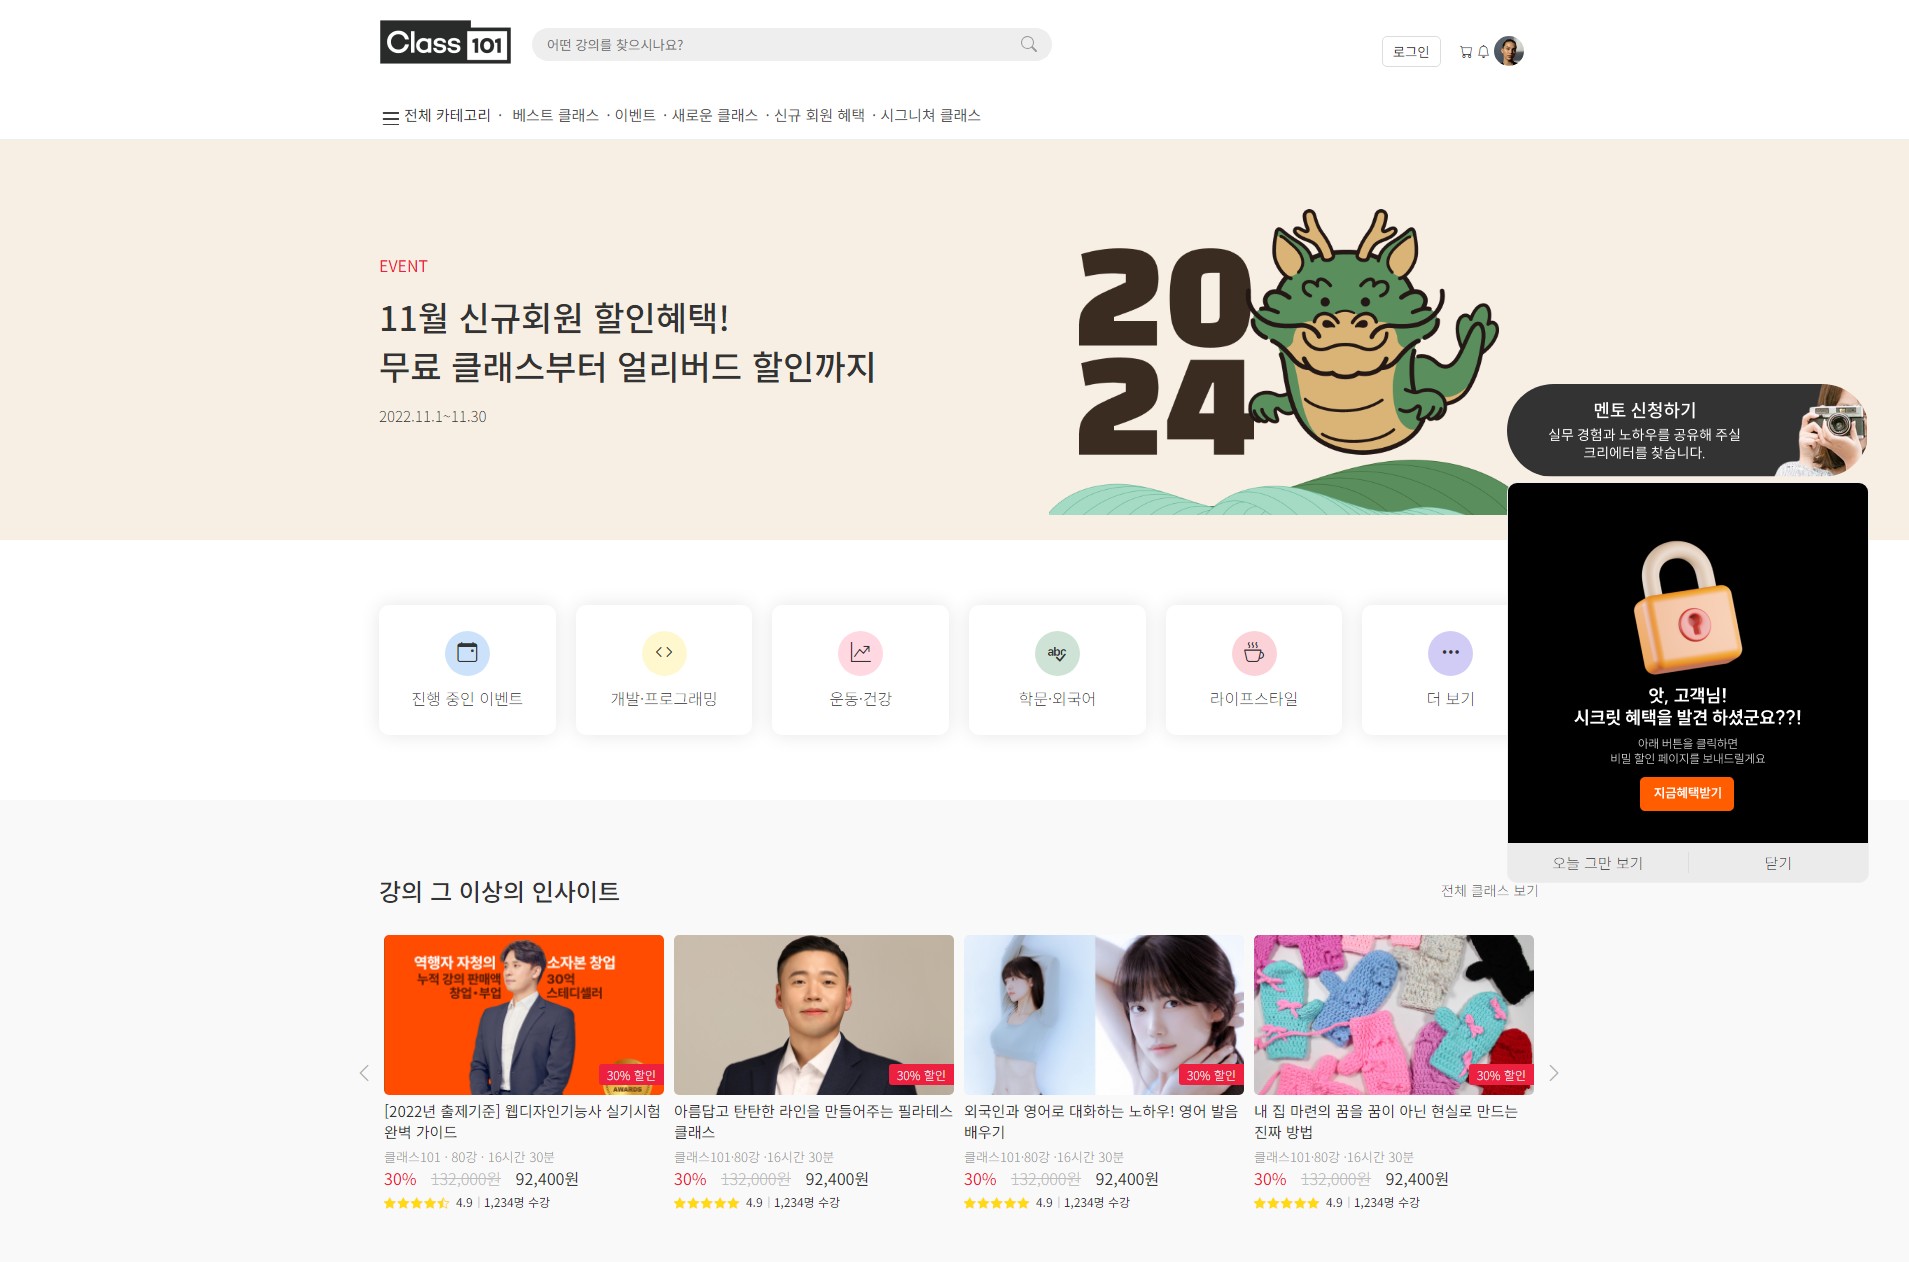 Class 101
어떤 강의를 찾으시나요?
로그인
전체 카테고리 · 베스트 클래스 · 이벤트 · 새로운 클래스 · 신규 회원 혜택 · 시그니쳐 클래스
EVENT
11월 신규회원 할인혜택!
무료 클래스부터 얼리버드 할인까지
2022.11.1~11.30
20
24
멘토 신청하기
실무 경험과 노하우를 공유해 주실
크리에터를 찾습니다.
앗, 고객님!
시크릿 혜택을 발견 하셨군요??!
아래 버튼을 클릭하면
비밀 할인 페이지를 보내드릴게요
지금혜택받기
오늘 그만 보기 닫기
abc
진행 중인 이벤트
개발·프로그래밍
운동·건강
학문·외국어
라이프스타일
더 보기
강의 그 이상의 인사이트
전체 클래스 보기
역행자 자청의 소자본 창업
누적 강의 판매액 30억
창업·부업 스테디셀러
AWARDS
30% 할인
[2022년 출제기준] 웹디자인기능사 실기시험
완벽 가이드
클래스101 · 80강 · 16시간 30분
30% 132,000원 92,400원
4.9 | 1,234명 수강
30% 할인
아름답고 탄탄한 라인을 만들어주는 필라테스
클래스
클래스101·80강 ·16시간 30분
30% 132,000원 92,400원
4.9 | 1,234명 수강
30% 할인
외국인과 영어로 대화하는 노하우! 영어 발음
배우기
클래스101·80강 ·16시간 30분
30% 132,000원 92,400원
4.9 | 1,234명 수강
30% 할인
내 집 마련의 꿈을 꿈이 아닌 현실로 만드는
진짜 방법
클래스101·80강 ·16시간 30분
30% 132,000원 92,400원
4.9 | 1,234명 수강